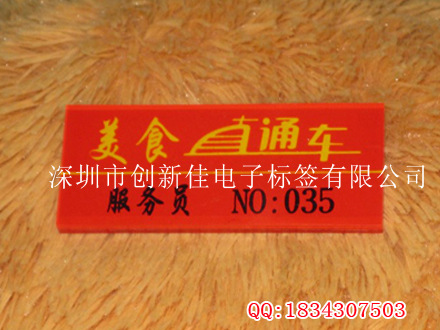 美食直通车
深圳市创新佳电子标签有限公司
服务员 NO:035
QQ:1834307503